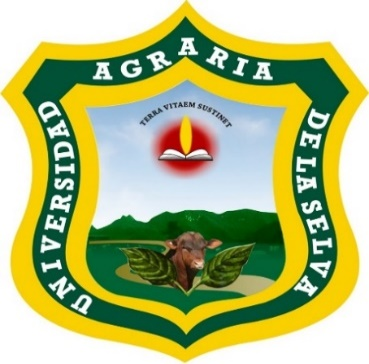 UNIVERSIDAD
AGRARIA
DE LA SELVA
TERRA VITAEM SUSTINET